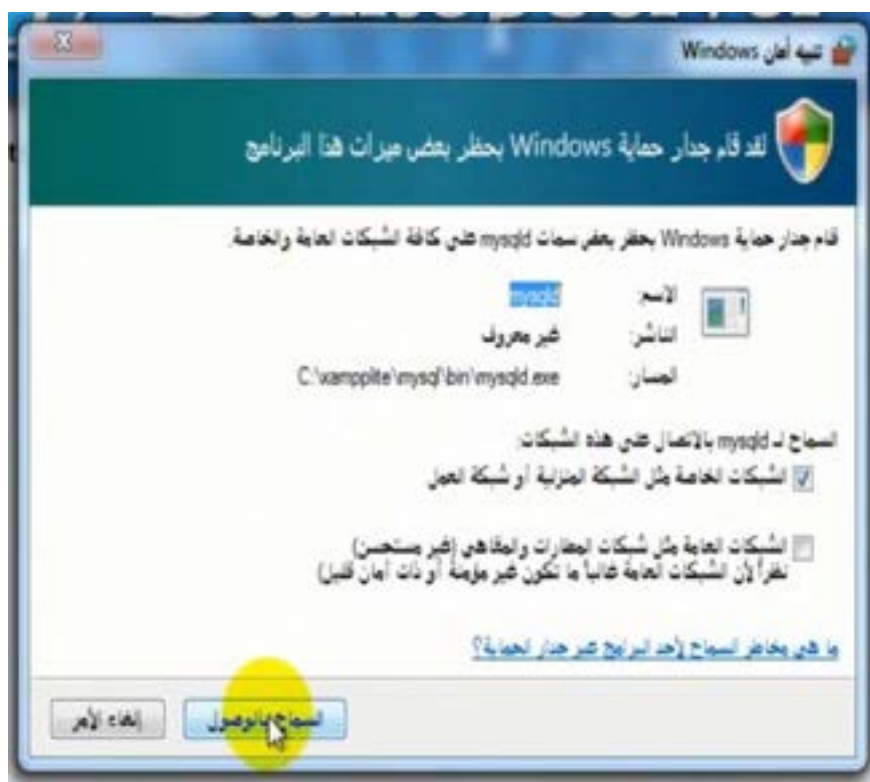 تنبيه أمان Windows
لقد قام جدار حماية Windows بحظر بعض ميزات هذا البرنامج
قام جدار حماية Windows بحظر بعض سمات mysqld على كافة الشبكات العامة والخاصة.
الاسم: mysqld
الناشر: غير معروف
المسار: C:\xampplite\mysql\bin\mysqld.exe
السماح لـ mysqld بالاتصال على هذه الشبكات:
الشبكات الخاصة مثل الشبكة المنزلية أو شبكة العمل
الشبكات العامة مثل شبكات المطارات والمقاهي (غير مستحسن)
نظراً لأن الشبكات العامة غالباً ما تكون غير مؤمنة أو ذات أمان قليل)
ما هي مخاطر السماح لأحد البرامج عبر جدار الحماية؟
السماح بالوصول
إلغاء الأمر